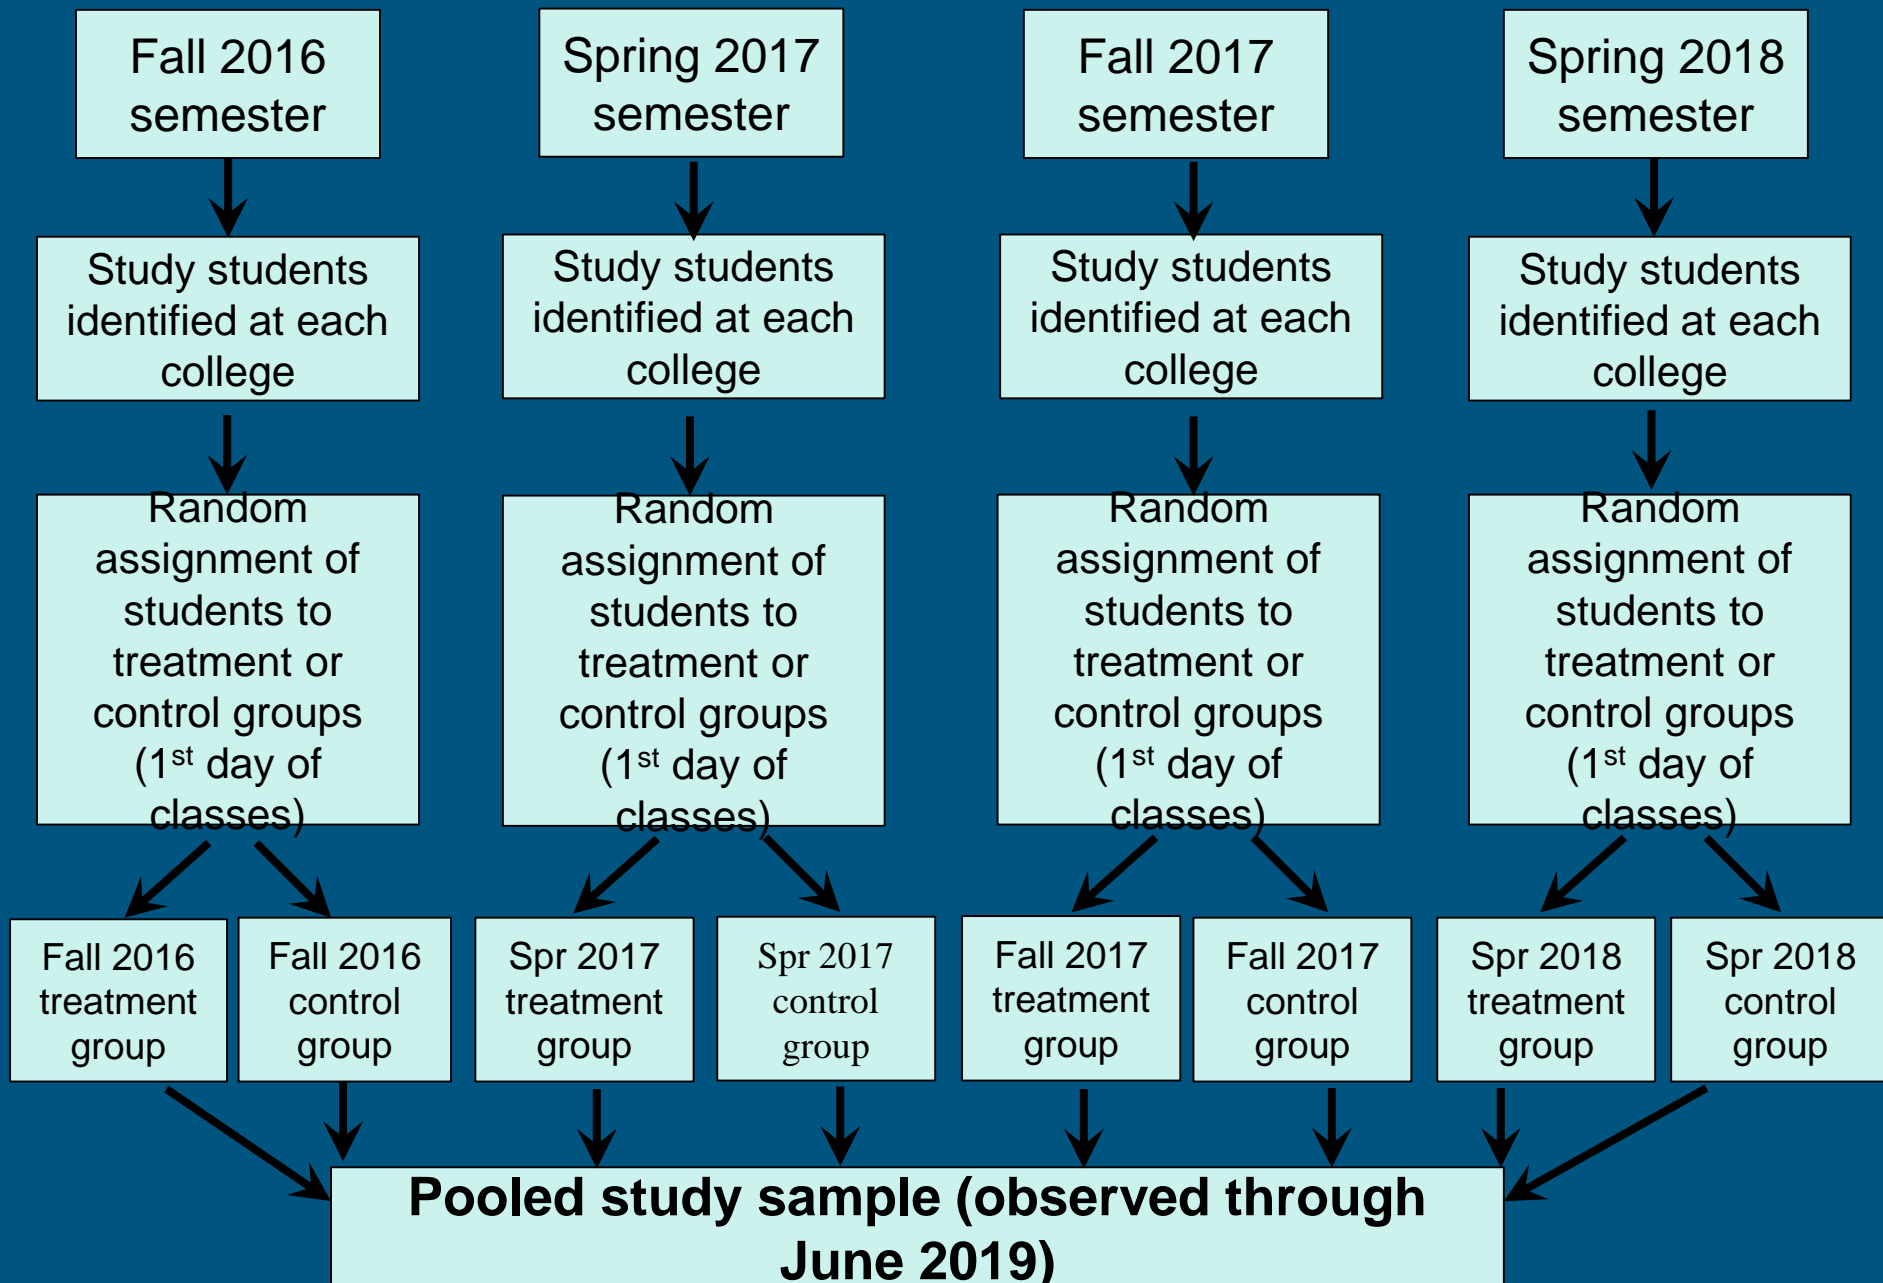 Fall 2016
semester
Spring 2017
semester
Fall 2017
semester
Spring 2018
semester
Study students
identified at each
college
Study students
identified at each
college
Study students
identified at each
college
Study students
identified at each
college
Random
assignment of
students to
treatment or
control groups
(1st day of
classes)
Random
assignment of
students to
treatment or
control groups
(1st day of
classes)
Random
assignment of
students to
treatment or
control groups
(1st day of
classes)
Random
assignment of
students to
treatment or
control groups
(1st day of
classes)
Fall 2016
treatment
group
Fall 2016
control
group
Spr 2017
treatment
group
Spr 2017
control
group
Fall 2017
treatment
group
Fall 2017
control
group
Spr 2018
treatment
group
Spr 2018
control
group
Pooled study sample (observed through
June 2019)